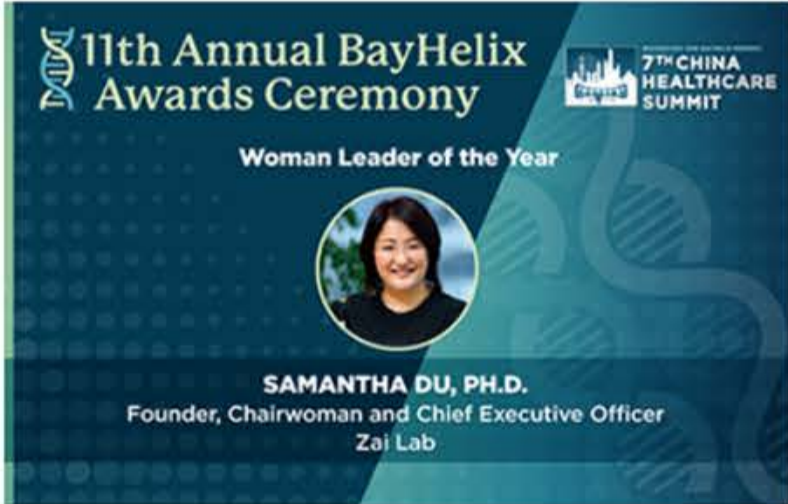 11th Annual BayHelix
Awards Ceremony
7TH CHINA
HEALTHCARE
SUMMIT
Woman Leader of the Year
SAMANTHA DU, PH.D.
Founder, Chairwoman and Chief Executive Officer
Zai Lab